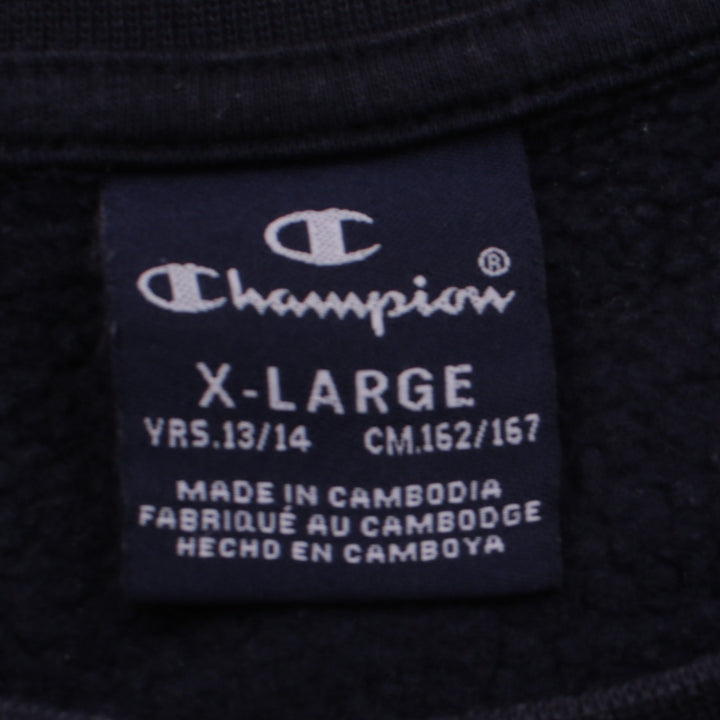 Champion®
X-LARGE
YRS.13/14 CM.162/167
MADE IN CAMBODIA
FABRIQUÉ AU CAMBODGE
HECHO EN CAMBOYA